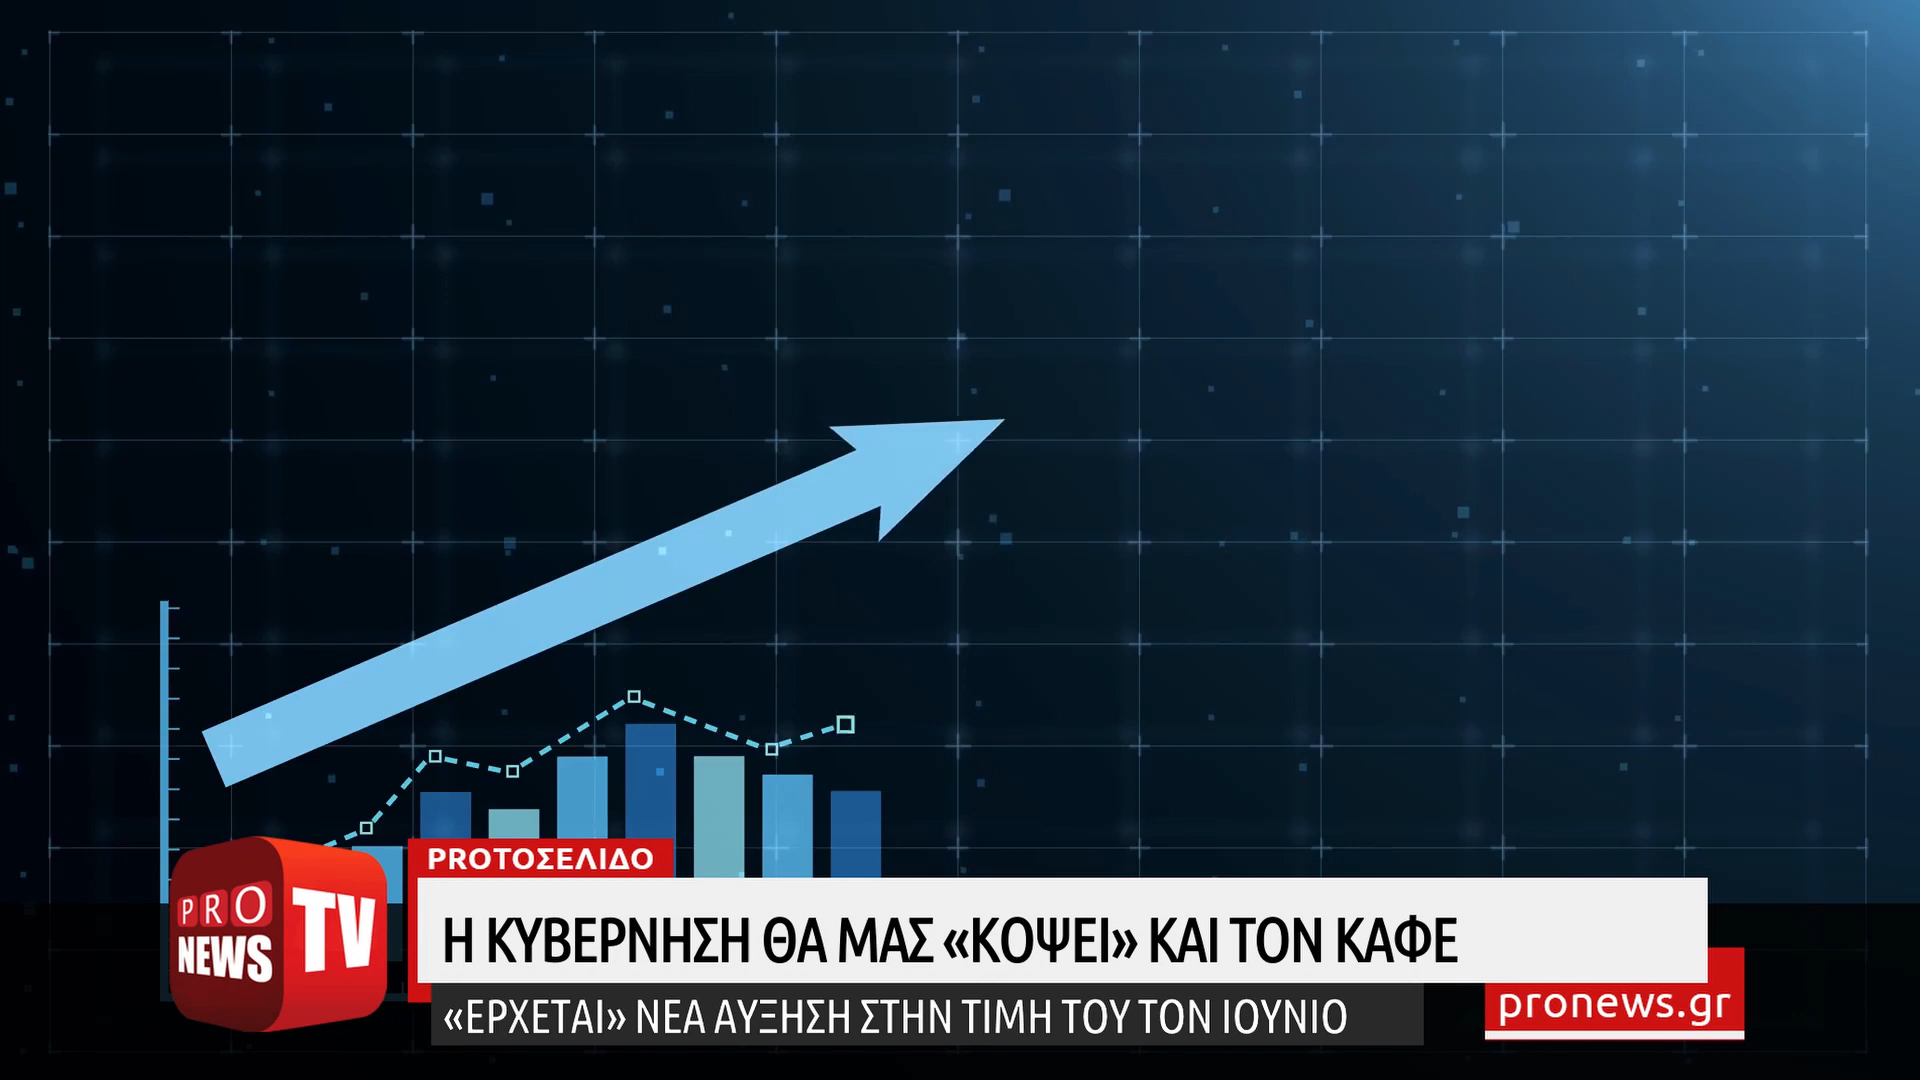 PROTOΣΕΛΙΔΟ
PRO
NEWS
TV
Η ΚΥΒΕΡΝΗΣΗ ΘΑ ΜΑΣ «ΚΟΨΕΙ» ΚΑΙ ΤΟΝ ΚΑΦΕ
«ΕΡΧΕΤΑΙ» ΝΕΑ ΑΥΞΗΣΗ ΣΤΗΝ ΤΙΜΗ ΤΟΥ ΤΟΝ ΙΟΥΝΙΟ
pronews.gr